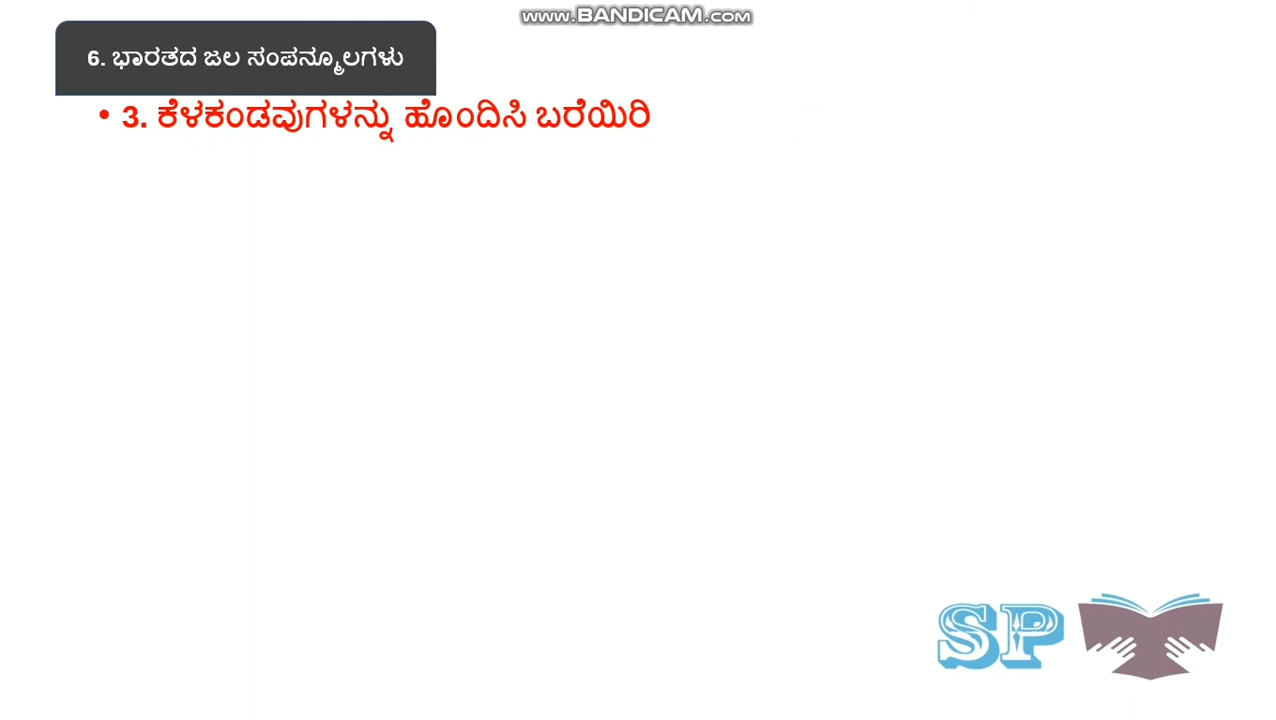 www.BANDICAM.com
6. ಭಾರತದ ಜಲ ಸಂಪನ್ಮೂಲಗಳು
• 3. ಕೆಳಕಂಡವುಗಳನ್ನು ಹೊಂದಿಸಿ ಬರೆಯಿರಿ
SP